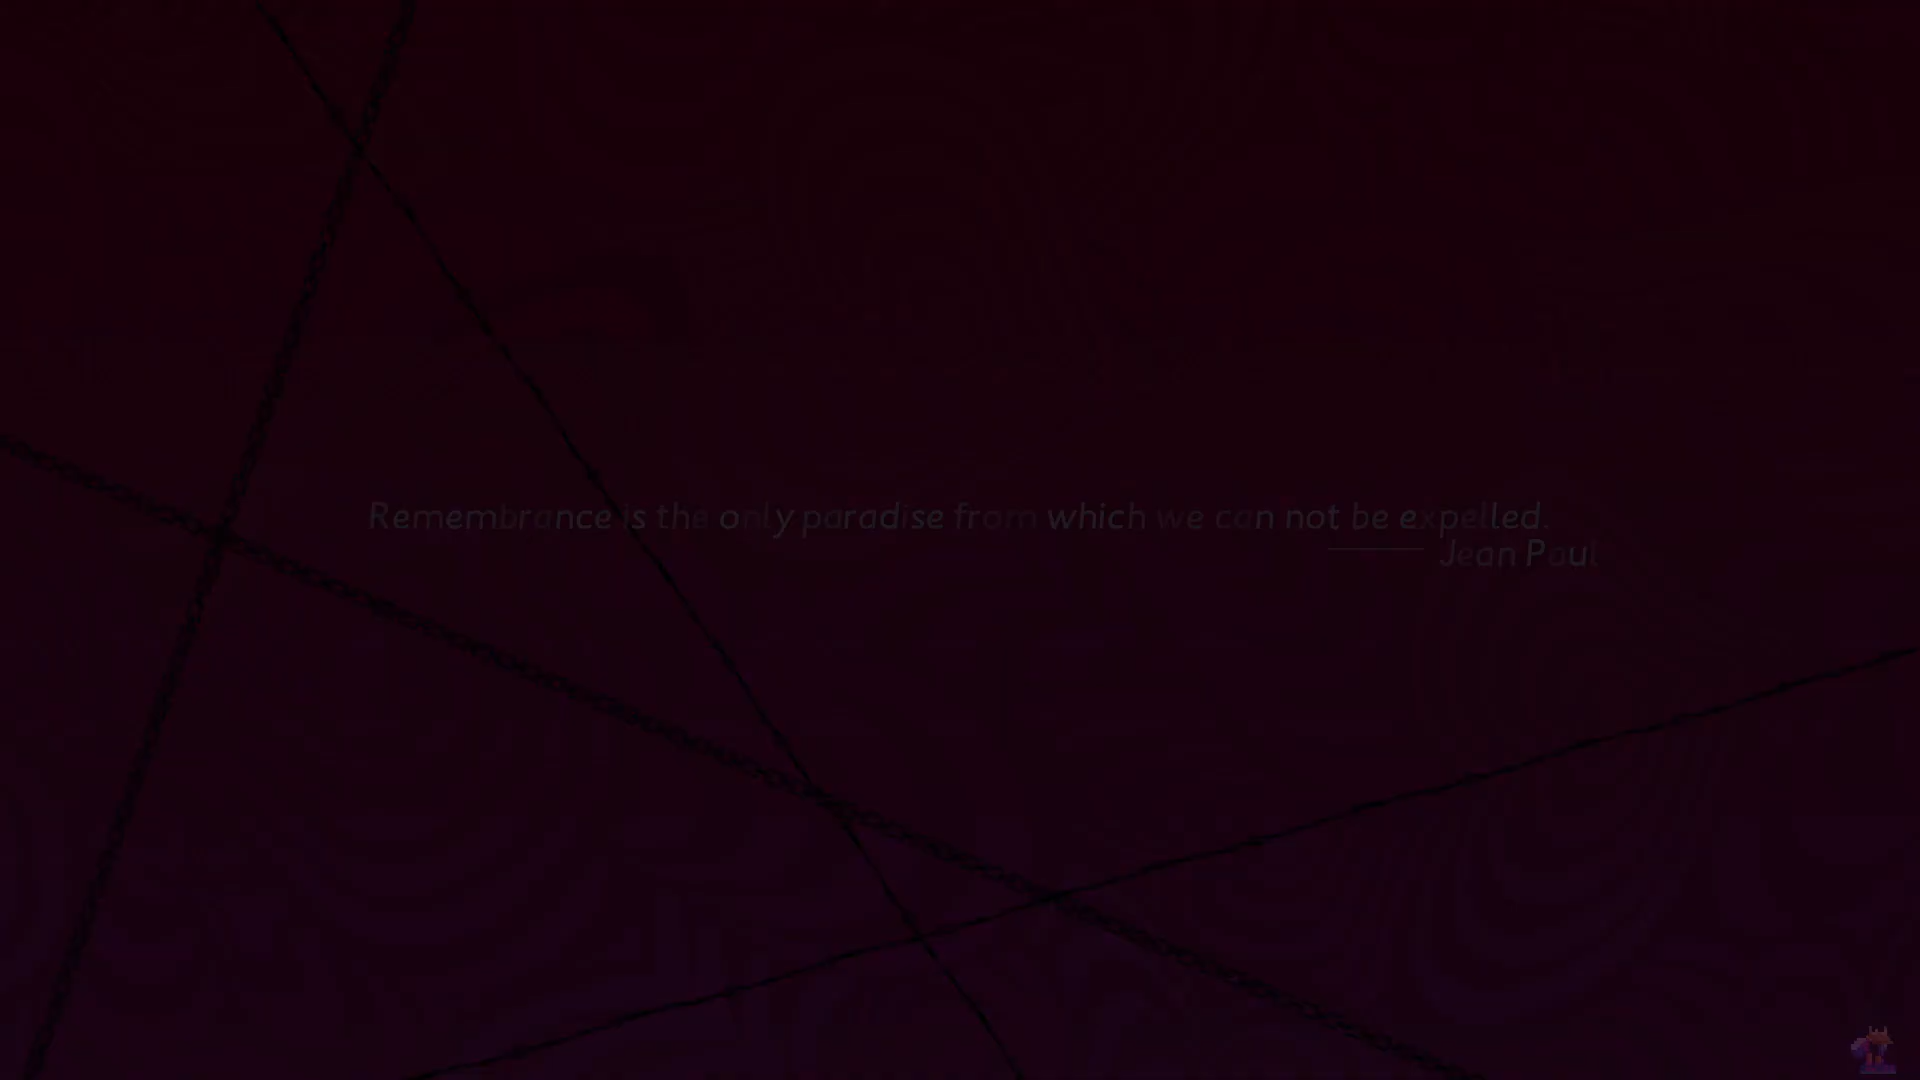 Remembrance is the only paradise from which we can not be expelled.
——— Jean Paul